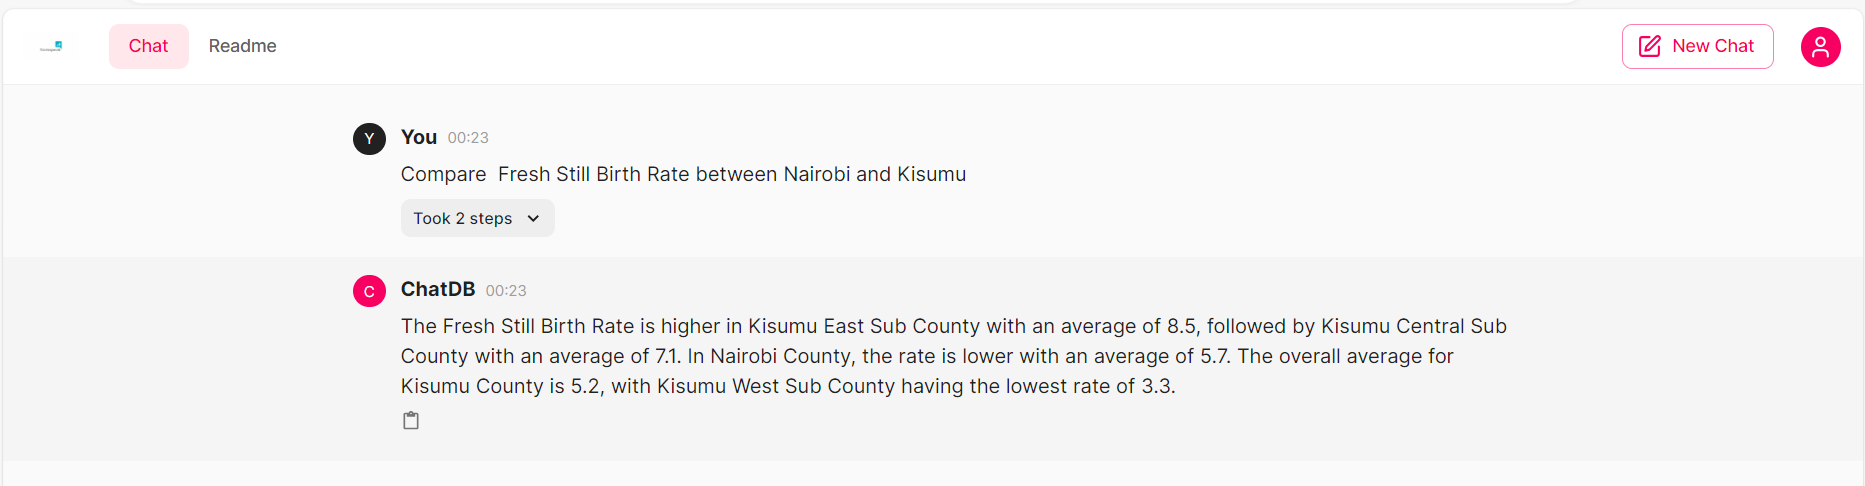 Chat
Readme
New Chat
Y
You 00:23
Compare  Fresh Still Birth Rate between Nairobi and Kisumu
Took 2 steps
C
ChatDB 00:23
The Fresh Still Birth Rate is higher in Kisumu East Sub County with an average of 8.5, followed by Kisumu Central Sub
County with an average of 7.1. In Nairobi County, the rate is lower with an average of 5.7. The overall average for
Kisumu County is 5.2, with Kisumu West Sub County having the lowest rate of 3.3.